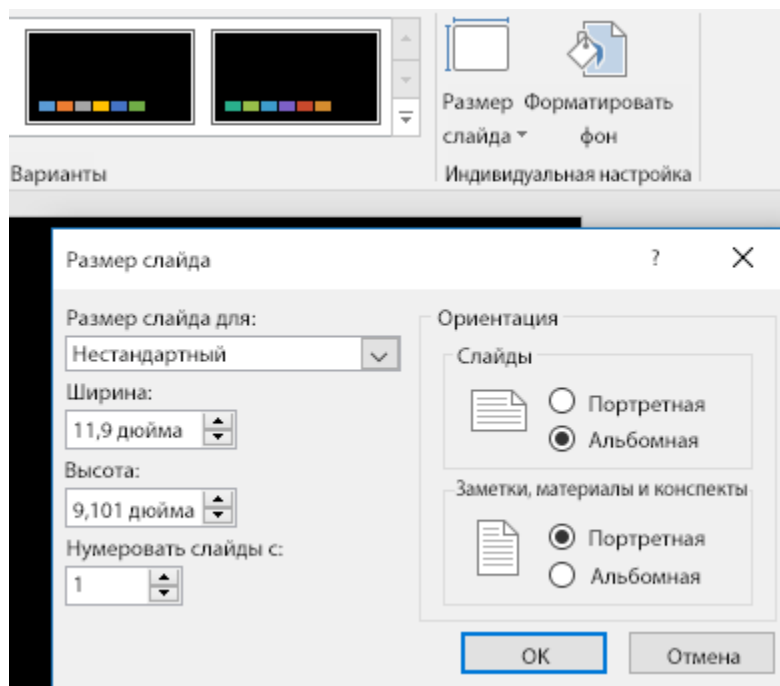 Размер Форматировать
слайда фон
Варианты
Индивидуальная настройка
Размер слайда
?
Размер слайда для:
Нестандартный
Ширина:
11,9 дюйма
Высота:
9,101 дюйма
Нумеровать слайды с:
1
Ориентация
Слайды
Портретная
Альбомная
Заметки, материалы и конспекты
Портретная
Альбомная
ОК
Отмена